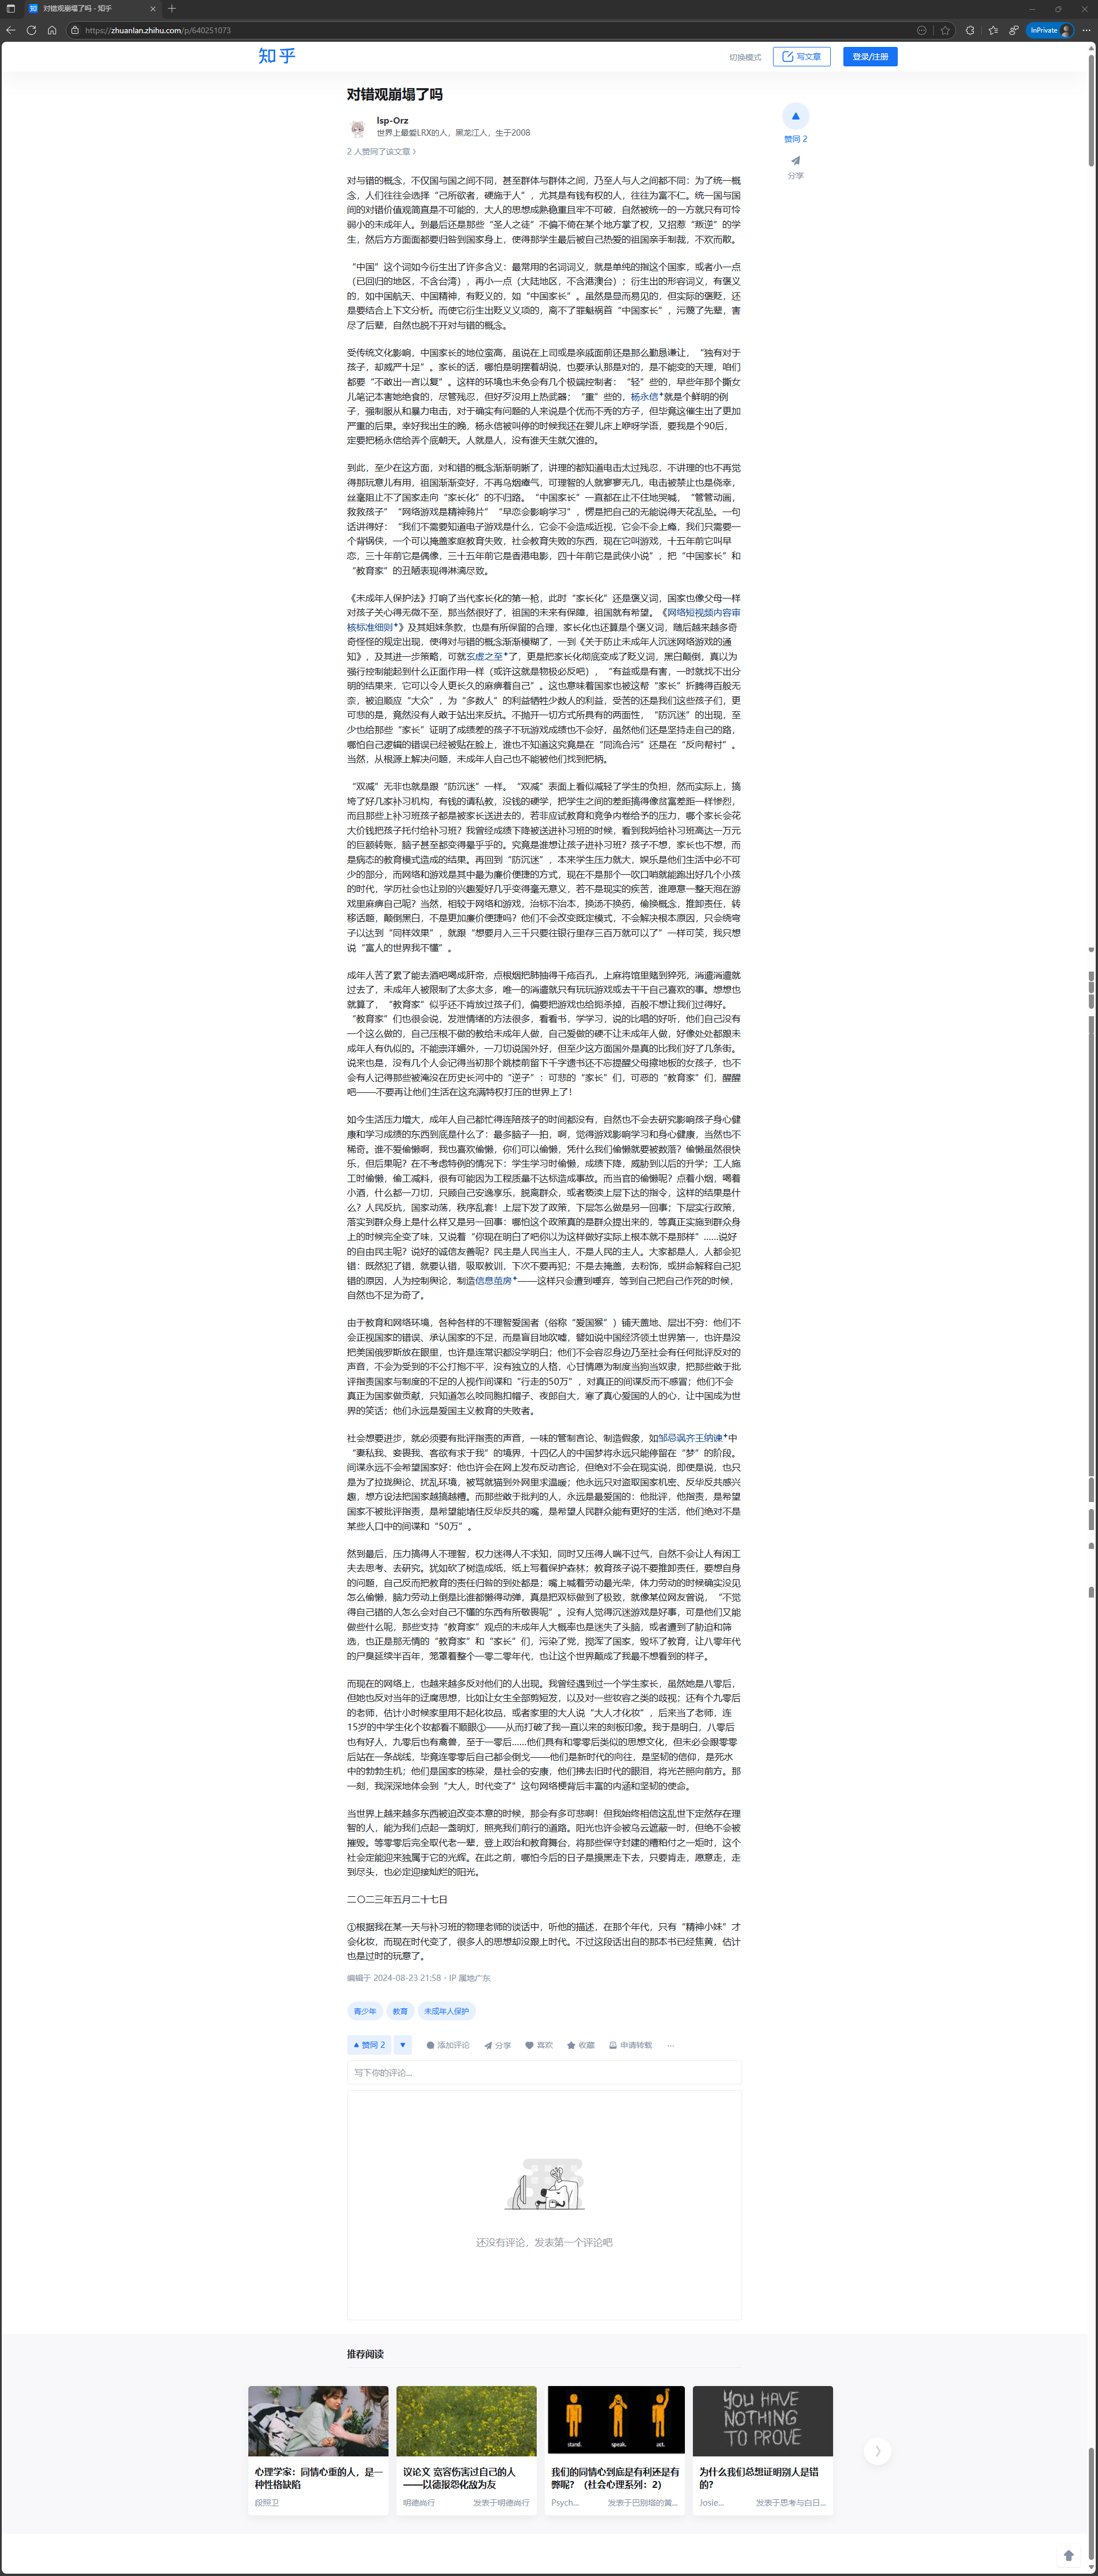 对错观崩塌了吗 - 知乎
https://zhuanlan.zhihu.com/p/640251073
InPrivate
知乎
切换模式
写文章
登录/注册
对错观崩塌了吗
lsp-Orz
世界上最爱LRX的人，黑龙江人，生于2008
2 人赞同了该文章
赞同 2
分享
对与错的概念，不仅国与国之间不同，甚至群体与群体之间，乃至人与人之间都不同：为了统一概
念，人们往往会选择“己所欲者，硬施于人”，尤其是有钱有权的人，往往为富不仁。统一国与国
间的对错价值观简直是不可能的，大人的思想成熟稳重且牢不可破，自然被统一的一方就只有可怜
弱小的未成年人。到最后还是那些“圣人之徒”不偏不倚在某个地方掌了权，又招惹“叛逆”的学
生，然后方方面面都要归咎到国家身上，使得那学生最后被自己热爱的祖国亲手制裁，不欢而散。
“中国”这个词如今衍生出了许多含义：最常用的名词词义，就是单纯的指这个国家，或者小一点
（已回归的地区，不含台湾），再小一点（大陆地区，不含港澳台）；衍生出的形容词义，有褒义
的，如中国航天、中国精神，有贬义的，如“中国家长”。虽然是显而易见的，但实际的褒贬，还
是要结合上下文分析。而使它衍生出贬义义项的，离不了罪魁祸首“中国家长”，污蔑了先辈，害
尽了后辈，自然也脱不开对与错的概念。
受传统文化影响，中国家长的地位蛮高，虽说在上司或是亲戚面前还是那么勤恳谦让，“独有对于
孩子，却威严十足”。家长的话，哪怕是明摆着胡说，也要承认那是对的，是不能变的天理，咱们
都要“不敢出一言以复”。这样的环境也未免会有几个极端控制者：“轻”些的，早些年那个撕女
儿笔记本害她绝食的，尽管残忍，但好歹没用上热武器；“重”些的，杨永信就是个鲜明的例
子，强制服从和暴力电击，对于确实有问题的人来说是个优而不秀的方子，但毕竟这催生出了更加
严重的后果。幸好我出生的晚，杨永信被叫停的时候我还在婴儿床上咿呀学语，要我是个90后，
定要把杨永信给弄个底朝天。人就是人，没有谁天生就欠谁的。
到此，至少在这方面，对和错的概念渐渐明晰了，讲理的都知道电击太过残忍，不讲理的也不再觉
得那玩意儿有用，祖国渐渐变好，不再乌烟瘴气，可理智的人就寥寥无几，电击被禁止也是侥幸，
丝毫阻止不了国家走向“家长化”的不归路。“中国家长”一直都在止不住地哭喊，“管管动画，
救救孩子”“网络游戏是精神鸦片”“早恋会影响学习”，愣是把自己的无能说得天花乱坠。一句
话讲得好：“我们不需要知道电子游戏是什么，它会不会造成近视，它会不会上瘾，我们只需要一
个背锅侠，一个可以掩盖家庭教育失败，社会教育失败的东西，现在它叫游戏，十五年前它叫早
恋，三十年前它是偶像，三十五年前它是香港电影，四十年前它是武侠小说”，把“中国家长”和
“教育家”的丑陋表现得淋漓尽致。
《未成年人保护法》打响了当代家长化的第一枪，此时“家长化”还是褒义词，国家也像父母一样
对孩子关心得无微不至，那当然很好了，祖国的未来有保障，祖国就有希望。《网络短视频内容审
核标准细则》及其姐妹条款，也是有所保留的合理，家长化也还算是个褒义词，随后越来越多奇
奇怪怪的规定出现，使得对与错的概念渐渐模糊了，一到《关于防止未成年人沉迷网络游戏的通
知》，及其进一步策略，可就玄虚之至了，更是把家长化彻底变成了贬义词，黑白颠倒，真以为
强行控制能起到什么正面作用一样（或许这就是物极必反吧），“有益或是有害，一时就找不出分
明的结果来，它可以令人更长久的麻痹着自己”。这也意味着国家也被这帮“家长”折腾得百般无
奈，被迫顺应“大众”，为“多数人”的利益牺牲少数人的利益，受苦的还是我们这些孩子们，更
可悲的是，竟然没有人敢于站出来反抗。不抛开一切方式所具有的两面性，“防沉迷”的出现，至
少也给那些“家长”证明了成绩差的孩子不玩游戏成绩也不会好，虽然他们还是坚持走自己的路，
哪怕自己逻辑的错误已经被贴在脸上，谁也不知道这究竟是在“同流合污”还是在“反向帮衬”。
当然，从根源上解决问题，未成年人自己也不能被他们找到把柄。
“双减”无非也就是跟“防沉迷”一样。“双减”表面上看似减轻了学生的负担，然而实际上，搞
垮了好几家补习机构，有钱的请私教，没钱的硬学，把学生之间的差距搞得像贫富差距一样惨烈，
而且那些上补习班孩子都是被家长送进去的，若非应试教育和竞争内卷给予的压力，哪个家长会花
大价钱把孩子托付给补习班？我曾经成绩下降被送进补习班的时候，看到我妈给补习班高达一万元
的巨额转账，脑子甚至都变得晕乎乎的。究竟是谁想让孩子进补习班？孩子不想，家长也不想，而
是病态的教育模式造成的结果。再回到“防沉迷”，本来学生压力就大，娱乐是他们生活中必不可
少的部分，而网络和游戏是其中最为廉价便捷的方式，现在不是那个一吹口哨就能跑出好几个小孩
的时代，学历社会也让别的兴趣爱好几乎变得毫无意义，若不是现实的疾苦，谁愿意一整天泡在游
戏里麻痹自己呢？当然，相较于网络和游戏，治标不治本，换汤不换药，偷换概念，推卸责任，转
移话题，颠倒黑白，不是更加廉价便捷吗？他们不会改变既定模式，不会解决根本原因，只会绕弯
子以达到“同样效果”，就跟“想要月入三千只要往银行里存三百万就可以了”一样可笑，我只想
说“富人的世界我不懂”。
成年人苦了累了能去酒吧喝成肝帝，点根烟把肺抽得千疮百孔，上麻将馆里赌到猝死，消遣消遣就
过去了，未成年人被限制了太多太多，唯一的消遣就只有玩玩游戏或去干干自己喜欢的事。想想也
就算了，“教育家”似乎还不肯放过孩子们，偏要把游戏也给扼杀掉，百般不想让我们过得好。
“教育家”们也很会说，发泄情绪的方法很多，看看书，学学习，说的比唱的好听，他们自己没有
一个这么做的，自己压根不做的教给未成年人做，自己爱做的硬不让未成年人做，好像处处都跟未
成年人有仇似的。不能崇洋媚外，一刀切说国外好，但至少这方面国外是真的比我们好了几条街。
说来也是，没有几个人会记得当初那个跳楼前留下千字遗书还不忘提醒父母擦地板的女孩子，也不
会有人记得那些被淹没在历史长河中的“逆子”：可悲的“家长”们，可恶的“教育家”们，醒醒
吧——不要再让他们生活在这充满特权打压的世界上了！
如今生活压力增大，成年人自己都忙得连陪孩子的时间都没有，自然也不会去研究影响孩子身心健
康和学习成绩的东西到底是什么了：最多脑子一拍，啊，觉得游戏影响学习和身心健康，当然也不
稀奇。谁不爱偷懒啊，我也喜欢偷懒，你们可以偷懒，凭什么我们偷懒就要被数落？偷懒虽然很快
乐，但后果呢？在不考虑特例的情况下：学生学习时偷懒，成绩下降，威胁到以后的升学；工人施
工时偷懒，偷工减料，很有可能因为工程质量不达标造成事故。而当官的偷懒呢？点着小烟，喝着
小酒，什么都一刀切，只顾自己安逸享乐，脱离群众，或者亵渎上层下达的指令，这样的结果是什
么？人民反抗，国家动荡，秩序乱套！上层下发了政策，下层怎么做是另一回事；下层实行政策，
落实到群众身上是什么样又是另一回事：哪怕这个政策真的是群众提出来的，等真正实施到群众身
上的时候完全变了味，又说着“你现在明白了吧你以为这样做好实际上根本就不是那样”……说好
的自由民主呢？说好的诚信友善呢？民主是人民当主人，不是人民的主人。大家都是人，人都会犯
错：既然犯了错，就要认错，吸取教训，下次不要再犯；不是去掩盖，去粉饰，或拼命解释自己犯
错的原因，人为控制舆论，制造信息茧房——这样只会遭到唾弃，等到自己把自己作死的时候，
自然也不足为奇了。
由于教育和网络环境，各种各样的不理智爱国者（俗称“爱国猴”）铺天盖地、层出不穷：他们不
会正视国家的错误、承认国家的不足，而是盲目地吹嘘，譬如说中国经济领土世界第一，也许是没
把美国俄罗斯放在眼里，也许是连常识都没学明白；他们不会容忍身边乃至社会有任何批评反对的
声音，不会为受到的不公打抱不平，没有独立的人格，心甘情愿为制度当狗当奴隶，把那些敢于批
评指责国家与制度的不足的人视作间谍和“行走的50万”，对真正的间谍反而不感冒；他们不会
真正为国家做贡献，只知道怎么咬同胞扣帽子、夜郎自大，寒了真心爱国的人的心，让中国成为世
界的笑话；他们永远是爱国主义教育的失败者。
社会想要进步，就必须要有批评指责的声音，一味的管制言论、制造假象，如邹忌讽齐王纳谏中
“妻私我、妾畏我、客欲有求于我”的境界，十四亿人的中国梦将永远只能停留在“梦”的阶段。
间谍永远不会希望国家好：他也许会在网上发布反动言论，但绝对不会在现实说，即使是说，也只
是为了拉拢舆论、扰乱环境，被骂就猫到外网里求温暖；他永远只对盗取国家机密、反华反共感兴
趣，想方设法把国家越搞越糟。而那些敢于批判的人，永远是最爱国的：他批评，他指责，是希望
国家不被批评指责，是希望能堵住反华反共的嘴，是希望人民群众能有更好的生活，他们绝对不是
某些人口中的间谍和“50万”。
然到最后，压力搞得人不理智，权力迷得人不求知，同时又压得人喘不过气，自然不会让人有闲工
夫去思考、去研究。犹如砍了树造成纸，纸上写着保护森林；教育孩子说不要推卸责任，要想自身
的问题，自己反而把教育的责任归咎的到处都是；嘴上喊着劳动最光荣，体力劳动的时候确实没见
怎么偷懒，脑力劳动上倒是比谁都懒得动弹，真是把双标做到了极致，就像某位网友曾说，“不觉
得自己错的人怎么会对自己不懂的东西有所敬畏呢”。没有人觉得沉迷游戏是好事，可是他们又能
做些什么呢，那些支持“教育家”观点的未成年人大概率也是迷失了头脑，或者遭到了胁迫和筛
选，也正是那无情的“教育家”和“家长”们，污染了党，搅浑了国家，毁坏了教育，让八零年代
的尸臭延续半百年，笼罩着整个一零二零年代，也让这个世界颠成了我最不想看到的样子。
而现在的网络上，也越来越多反对他们的人出现。我曾经遇到过一个学生家长，虽然她是八零后，
但她也反对当年的迂腐思想，比如让女生全部剪短发，以及对一些妆容之类的歧视；还有个九零后
的老师，估计小时候家里用不起化妆品，或者家里的大人说“大人才化妆”，后来当了老师，连
15岁的中学生化个妆都看不顺眼①——从而打破了我一直以来的刻板印象。我于是明白，八零后
也有好人，九零后也有禽兽，至于一零后……他们具有和零零后类似的思想文化，但未必会跟零零
后站在一条战线，毕竟连零零后自己都会倒戈——他们是新时代的向往，是坚韧的信仰，是死水
中的勃勃生机；他们是国家的栋梁，是社会的安康，他们拂去旧时代的眼泪，将光芒照向前方。那
一刻，我深深地体会到“大人，时代变了”这句网络梗背后丰富的内涵和坚韧的使命。
当世界上越来越多东西被迫改变本意的时候，那会有多可悲啊！但我始终相信这乱世下定然存在理
智的人，能为我们点起一盏明灯，照亮我们前行的道路。阳光也许会被乌云遮蔽一时，但绝不会被
摧毁。等零零后完全取代老一辈，登上政治和教育舞台，将那些保守封建的糟粕付之一炬时，这个
社会定能迎来独属于它的光辉。在此之前，哪怕今后的日子是摸黑走下去，只要肯走，愿意走，走
到尽头，也必定迎接灿烂的阳光。
二〇二三年五月二十七日
①根据我在某一天与补习班的物理老师的谈话中，听他的描述，在那个年代，只有“精神小妹”才
会化妆，而现在时代变了，很多人的思想却没跟上时代。不过这段话出自的那本书已经焦黄，估计
也是过时的玩意了。
编辑于 2024-08-23 21:58・IP 属地广东
青少年
教育
未成年人保护
赞同 2
添加评论
分享
喜欢
收藏
申请转载
写下你的评论...
还没有评论，发表第一个评论吧
推荐阅读
stand. speak. act.
YOU HAVE
NOTHING
TO PROVE
心理学家：同情心重的人，是一
种性格缺陷
段照卫
议论文 宽容伤害过自己的人
——以德报怨化敌为友
明德尚行 发表于明德尚行
我们的同情心到底是有利还是有
弊呢？（社会心理系列：2）
Psych... 发表于巴别塔的黄...
为什么我们总想证明别人是错
的？
Josie... 发表于思考与白日...